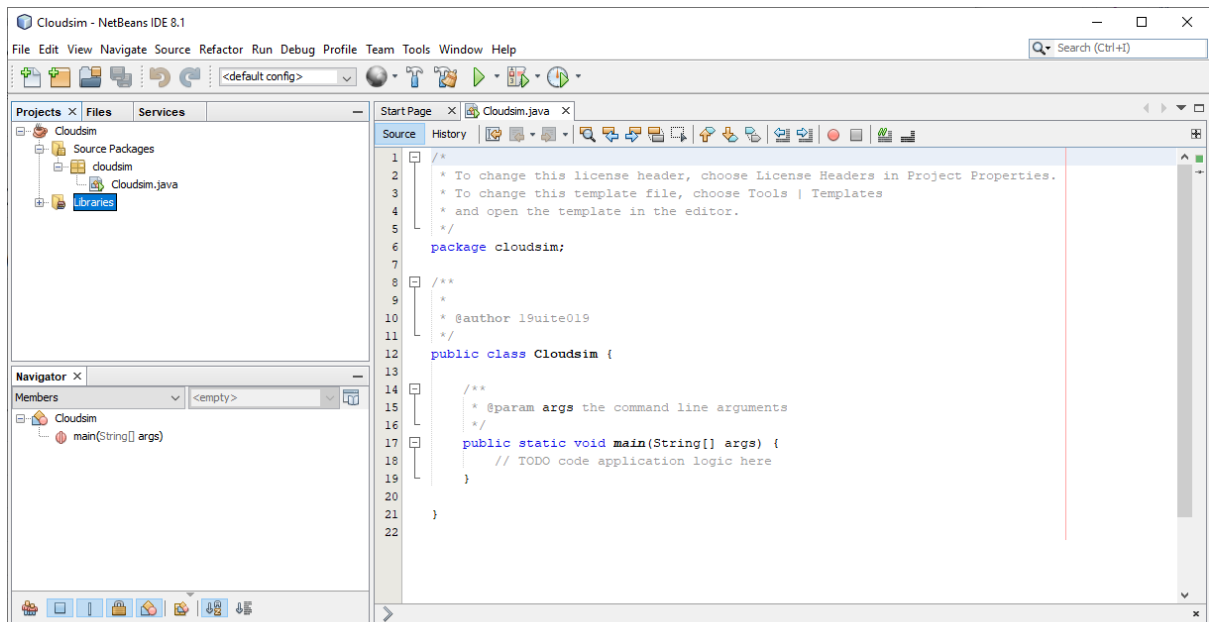 Cloudsim - NetBeans IDE 8.1
File Edit View Navigate Source Refactor Run Debug Profile Team Tools Window Help
Search (Ctrl+I)
<default config>
Projects Files Services
Cloudsim
Source Packages
cloudsim
Cloudsim.java
Libraries
Navigator
Members <empty>
Cloudsim
main(String[] args)
Start Page Cloudsim.java
Source History
1 /*
2 * To change this license header, choose License Headers in Project Properties.
3 * To change this template file, choose Tools | Templates
4 * and open the template in the editor.
5 */
6 package cloudsim;
7
8 /**
9 *
10 * @author 19uite019
11 */
12 public class Cloudsim {
13
14 /**
15 * @param args the command line arguments
16 */
17 public static void main(String[] args) {
18 // TODO code application logic here
19 }
20
21 }
22